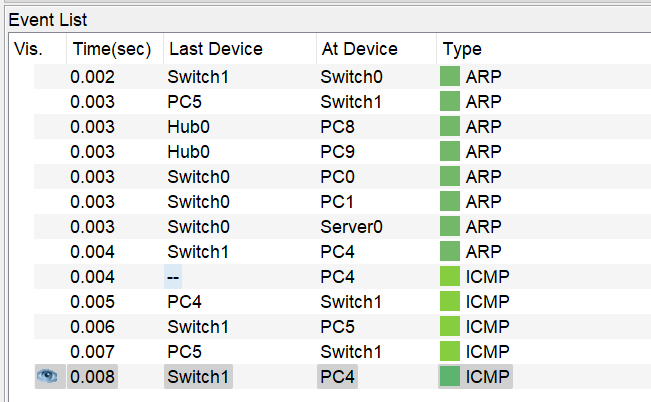 Event List
Vis. Time(sec) Last Device At Device Type
0.002 Switch1 Switch0 ARP
0.003 PC5 Switch1 ARP
0.003 Hub0 PC8 ARP
0.003 Hub0 PC9 ARP
0.003 Switch0 PC0 ARP
0.003 Switch0 PC1 ARP
0.003 Switch0 Server0 ARP
0.004 Switch1 PC4 ARP
0.004 -- PC4 ICMP
0.005 PC4 Switch1 ICMP
0.006 Switch1 PC5 ICMP
0.007 PC5 Switch1 ICMP
0.008 Switch1 PC4 ICMP